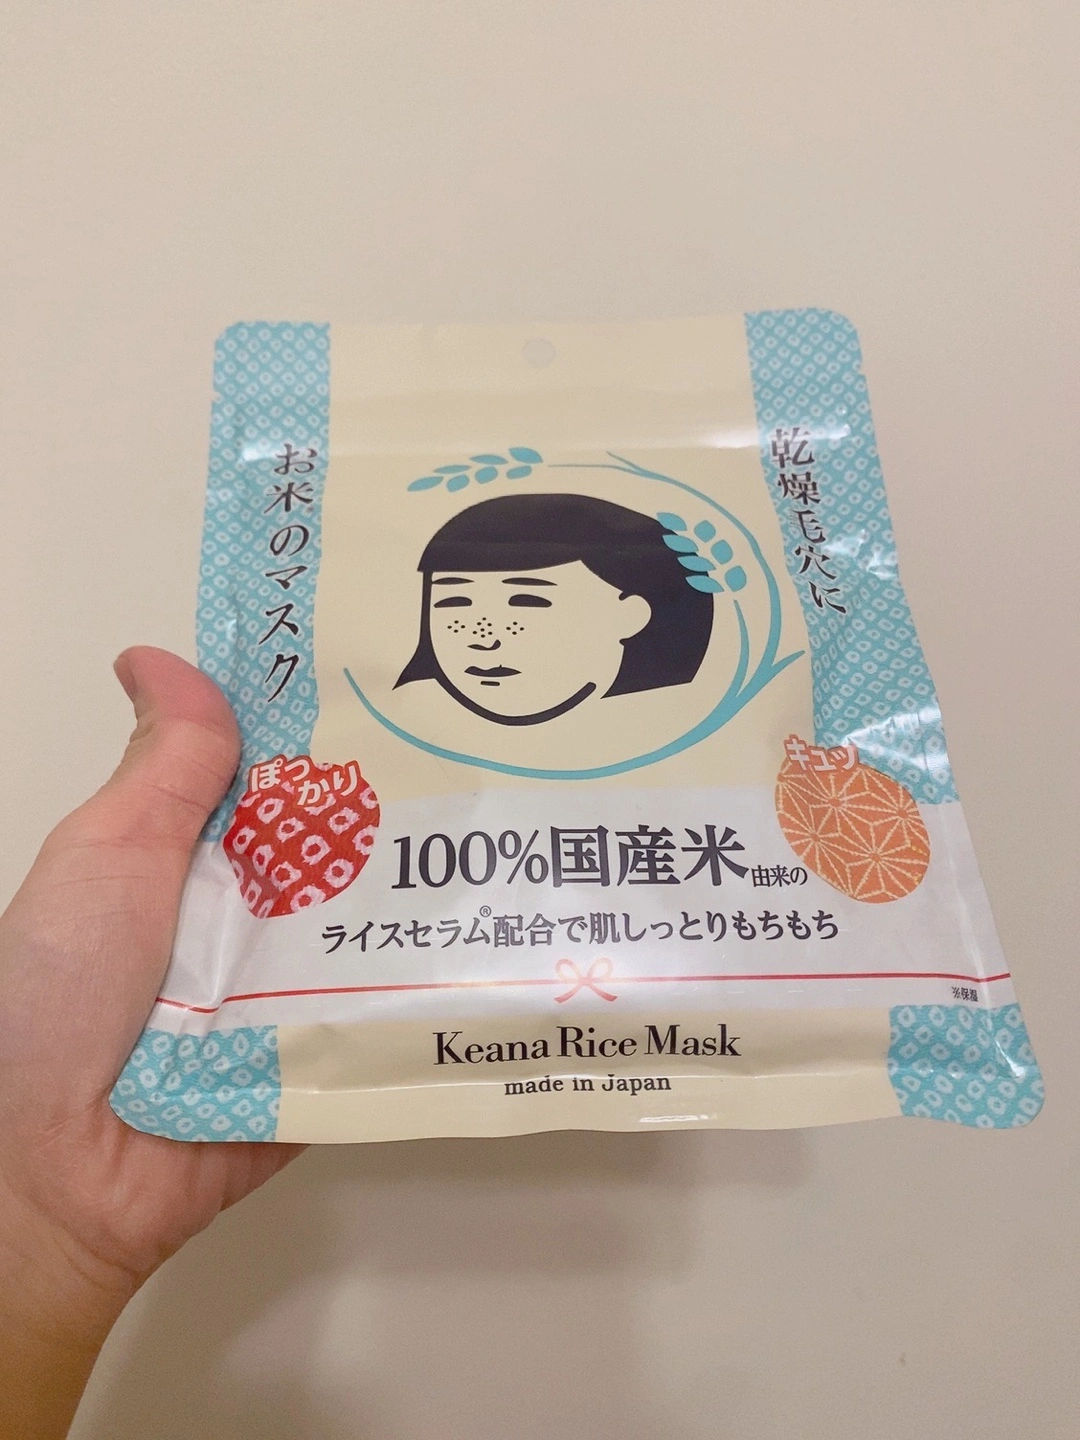 乾燥毛穴に
お米のマスク
ぽっかり
キュッ
100%国産米由来の
ライスセラム®配合で肌しっとりもちもち
※保湿
Keana Rice Mask
made in Japan